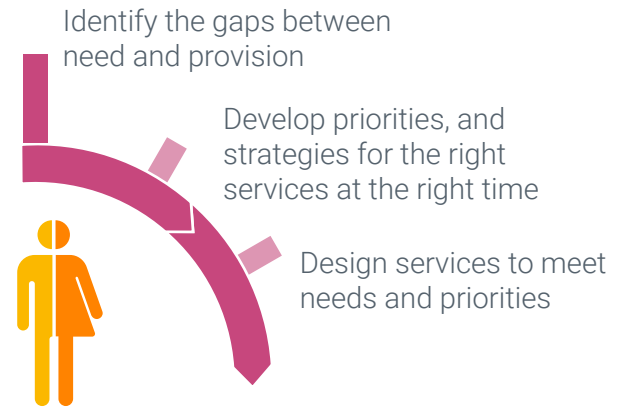 Identify the gaps between
need and provision
Develop priorities, and
strategies for the right
services at the right time
Design services to meet
needs and priorities